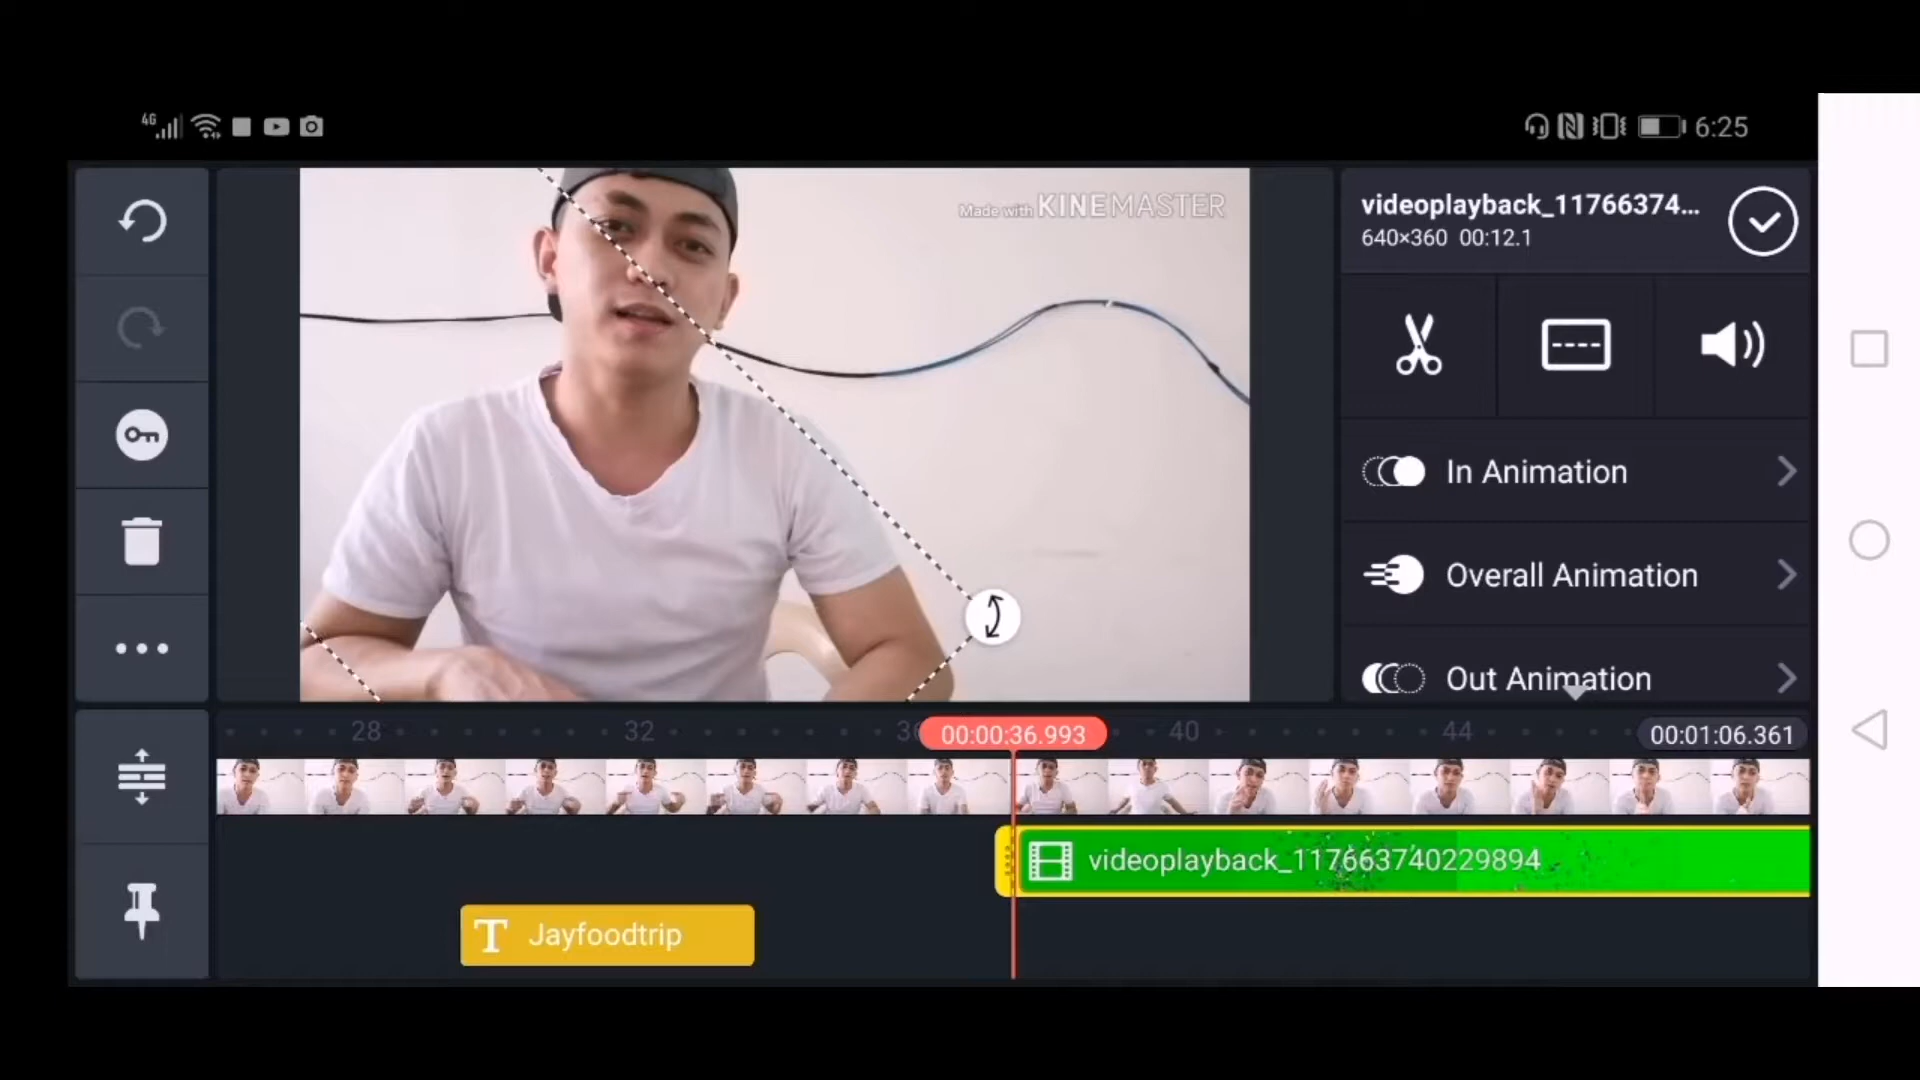 4G
6:25
Made with KINEMASTER
videoplayback_11766374...
640×360 00:12.1
In Animation
Overall Animation
Out Animation
28
32
00:00:36.993
40
44
00:01:06.361
videoplayback_117663740229894
T Jayfoodtrip